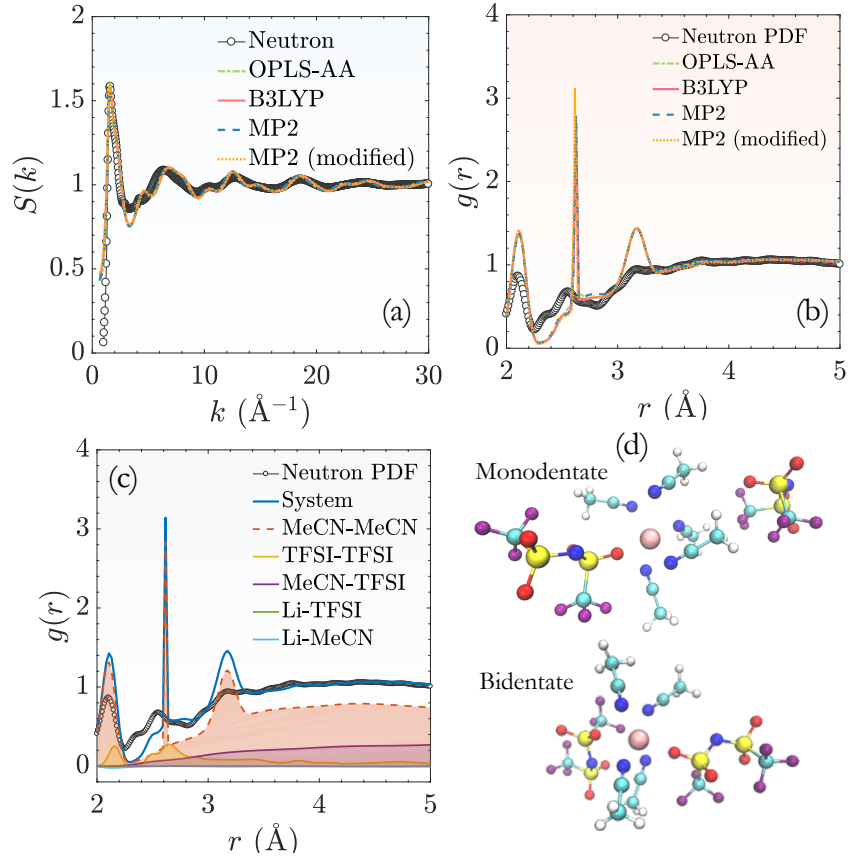 2
Neutron
OPLS-AA
B3LYP
MP2
MP2 (modified)
1.5
1
0.5
0
S(k)
(a)
0 10 20 30
k (Å⁻¹)
4
Neutron PDF
OPLS-AA
B3LYP
MP2
MP2 (modified)
3
2
1
0
g(r)
(b)
2 3 4 5
r (Å)
4
(c)
Neutron PDF
System
MeCN-MeCN
TFSI-TFSI
MeCN-TFSI
Li-TFSI
Li-MeCN
3
2
1
0
g(r)
2 3 4 5
r (Å)
(d)
Monodentate
Bidentate